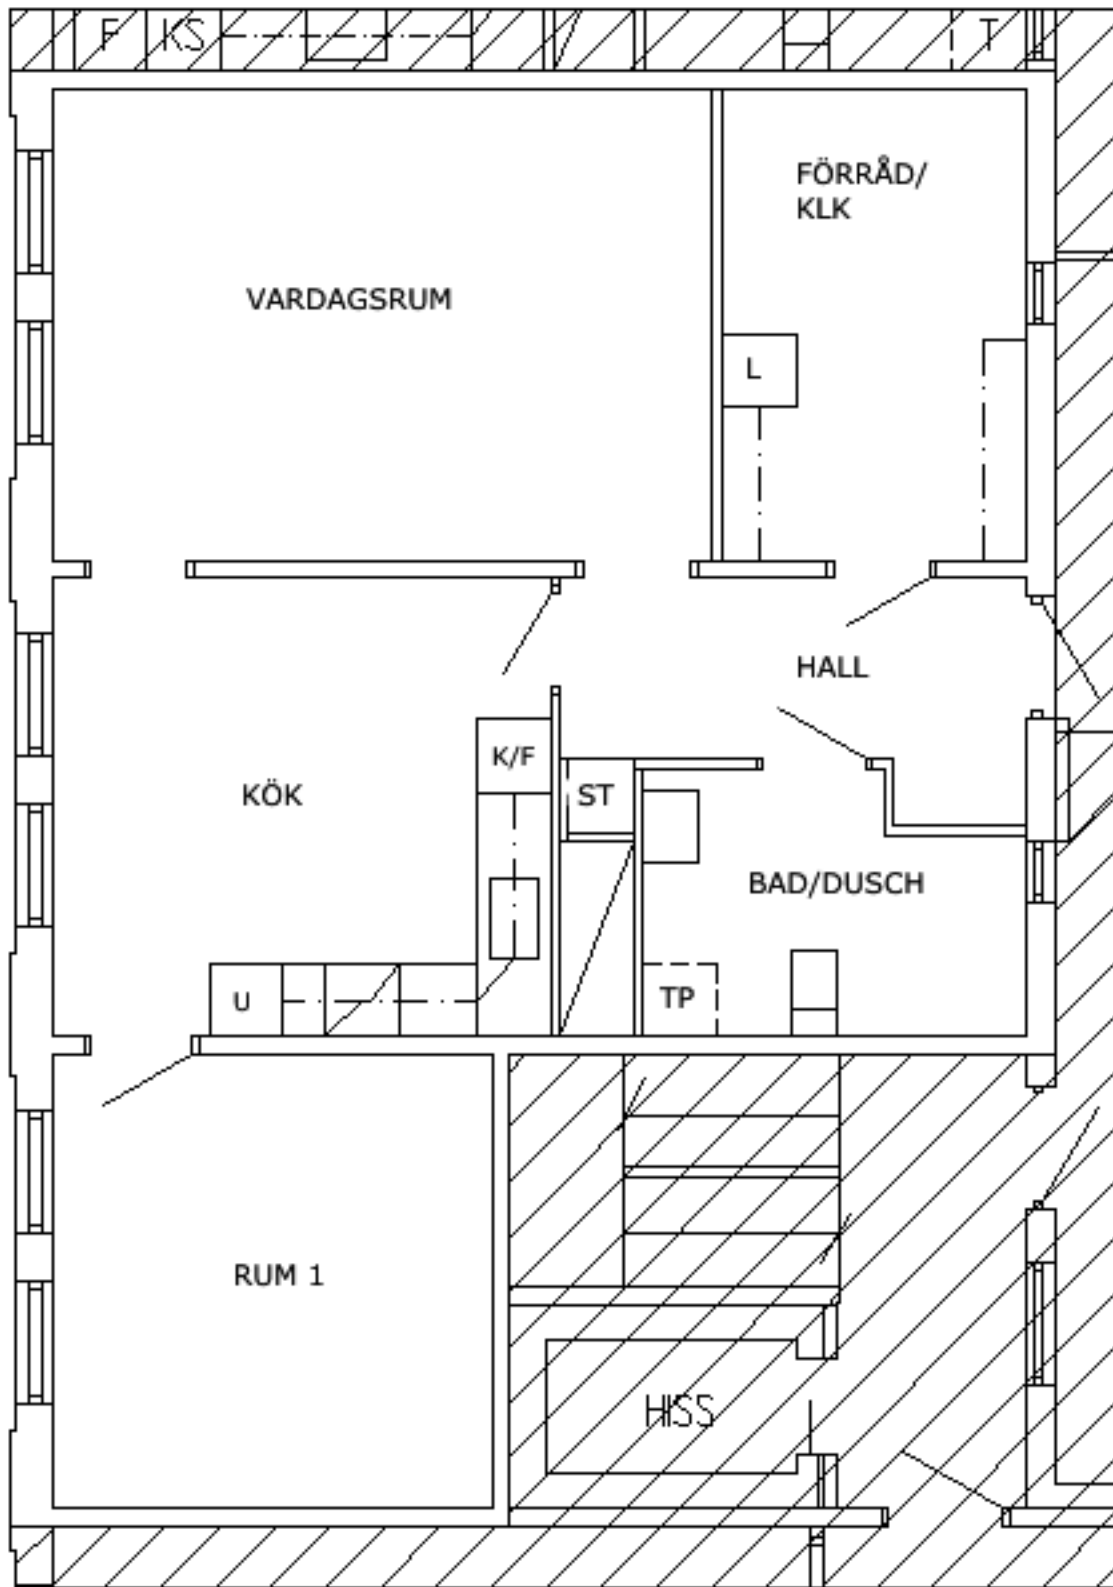 F KS T
FÖRRÅD/
KLK
VARDAGSRUM
L
HALL
K/F
KÖK
ST
BAD/DUSCH
U
TP
RUM 1
HISS